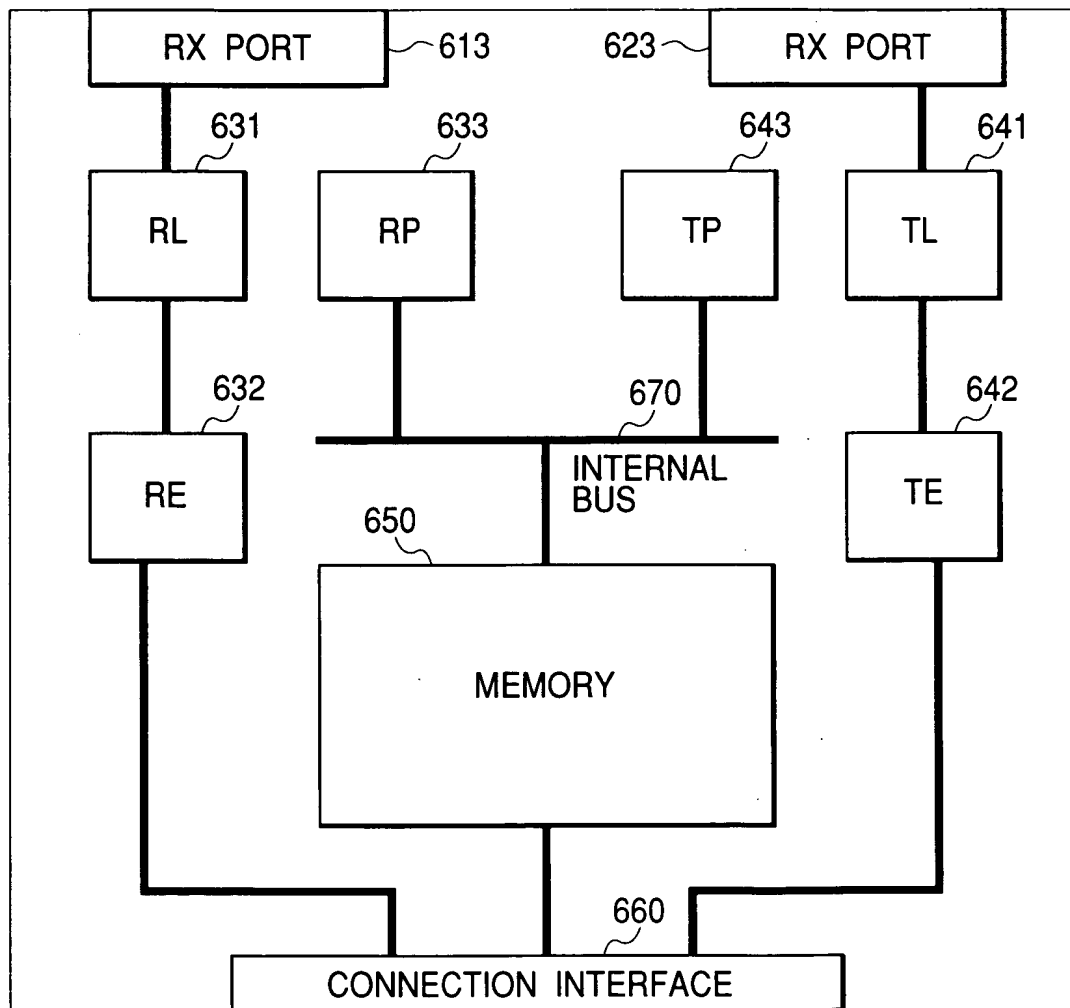 RX PORT
613
623
RX PORT
631
633
643
641
RL
RP
TP
TL
632
670
642
RE
INTERNAL
BUS
TE
650
MEMORY
660
CONNECTION INTERFACE